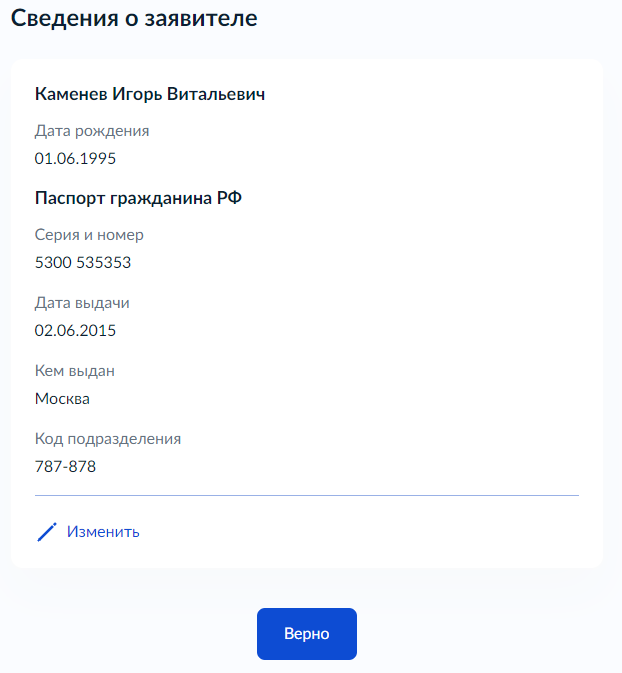 Сведения о заявителе
Каменев Игорь Витальевич
Дата рождения
01.06.1995
Паспорт гражданина РФ
Серия и номер
5300 535353
Дата выдачи
02.06.2015
Кем выдан
Москва
Код подразделения
787-878
Изменить
Верно